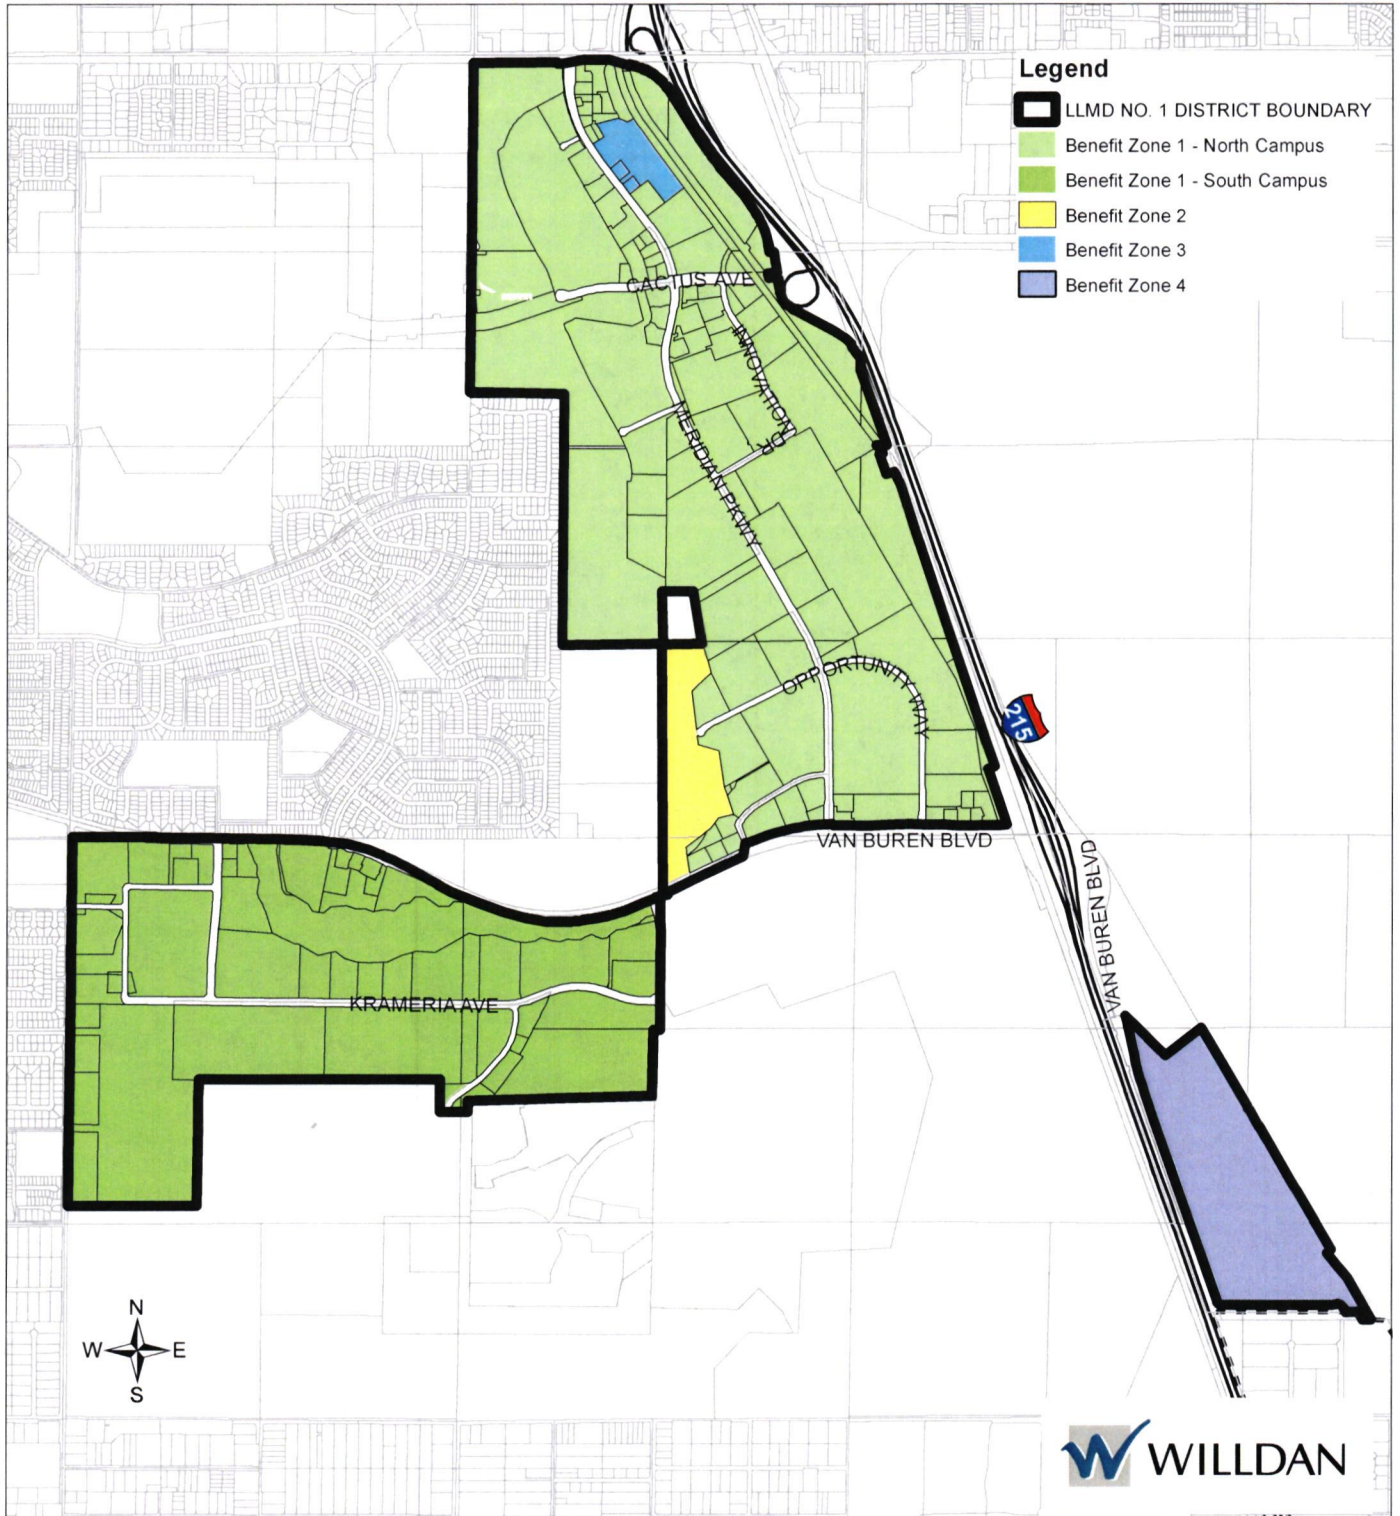 Legend
LLMD NO. 1 DISTRICT BOUNDARY
Benefit Zone 1 - North Campus
Benefit Zone 1 - South Campus
Benefit Zone 2
Benefit Zone 3
Benefit Zone 4
CACTUS AVE
INNOVATION DR
MERIDIAN PKWY
OPPORTUNITY WAY
215
VAN BUREN BLVD
VAN BUREN BLVD
KRAMERIA AVE
N
W E
S
W WILLDAN